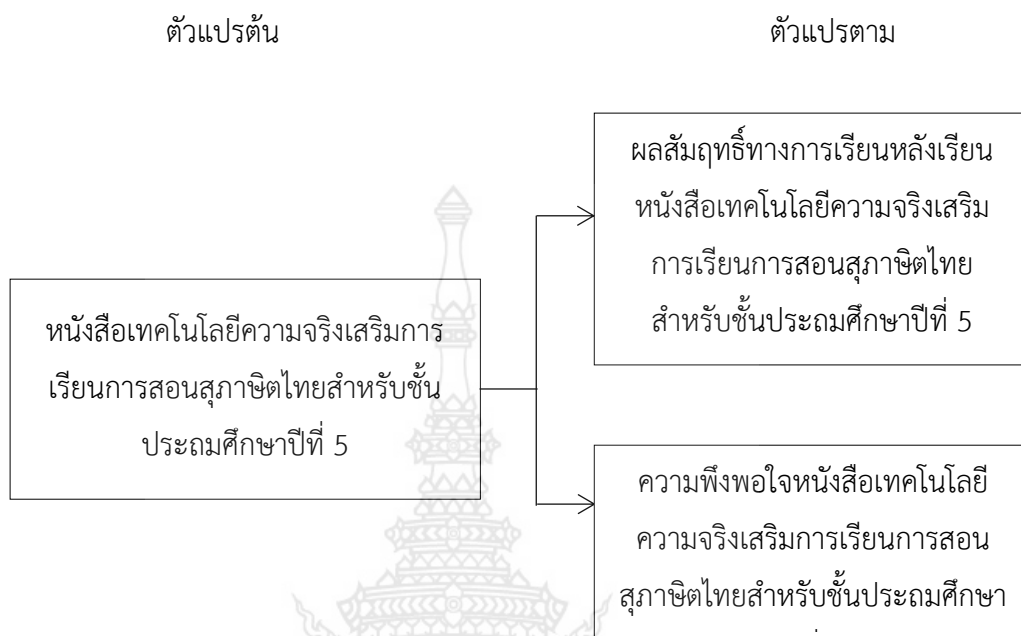 ตัวแปรต้น
ตัวแปรตาม
หนังสือเทคโนโลยีความจริงเสริมการ
เรียนการสอนสุภาษิตไทยสำหรับชั้น
ประถมศึกษาปีที่ 5
ผลสัมฤทธิ์ทางการเรียนหลังเรียน
หนังสือเทคโนโลยีความจริงเสริม
การเรียนการสอนสุภาษิตไทย
สำหรับชั้นประถมศึกษาปีที่ 5
ความพึงพอใจหนังสือเทคโนโลยี
ความจริงเสริมการเรียนการสอน
สุภาษิตไทยสำหรับชั้นประถมศึกษา